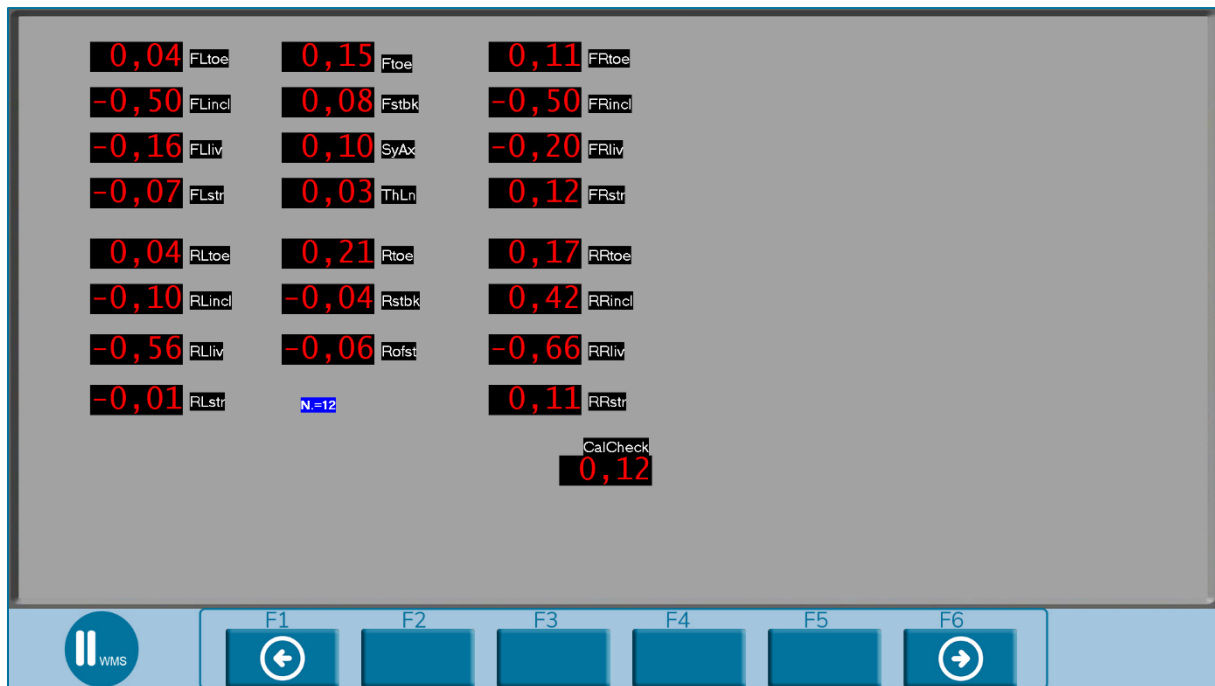 0,04 FLtoe 0,15 Ftoe 0,11 FRtoe
-0,50 FLincl 0,08 Fstbk -0,50 FRincl
-0,16 FLliv 0,10 SyAx -0,20 FRliv
-0,07 FLstr 0,03 ThLn 0,12 FRstr
0,04 RLtoe 0,21 Rtoe 0,17 RRtoe
-0,10 RLincl -0,04 Rstbk 0,42 RRincl
-0,56 RLliv -0,06 Rofst -0,66 RRliv
-0,01 RLstr N.=12 0,11 RRstr
CalCheck
0,12
F1 F2 F3 F4 F5 F6
WMS